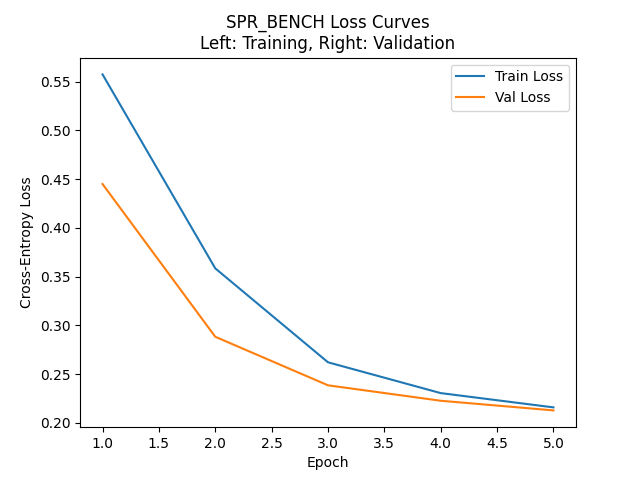 SPR_BENCH Loss Curves
Left: Training, Right: Validation
Train Loss
Val Loss
Cross-Entropy Loss
0.55
0.50
0.45
0.40
0.35
0.30
0.25
0.20
1.0 1.5 2.0 2.5 3.0 3.5 4.0 4.5 5.0
Epoch